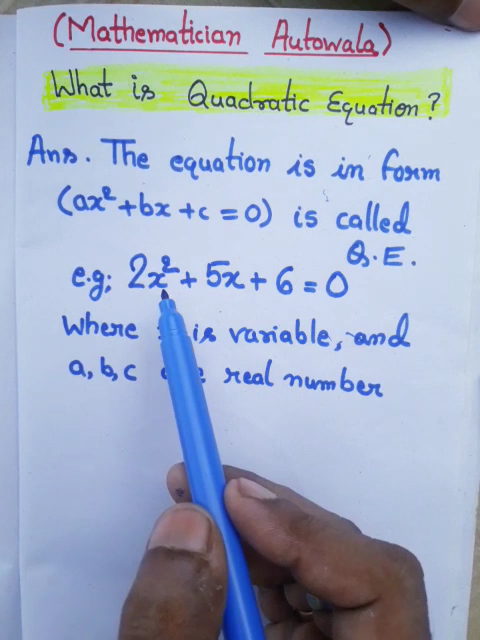 (Mathematician Autowala)
What is Quadratic Equation?
Ans. The equation is in form
(ax²+bx+c=0) is called
Q.E.
e.g; 2x²+5x+6=0
Where is variable, and
a, b, c real number